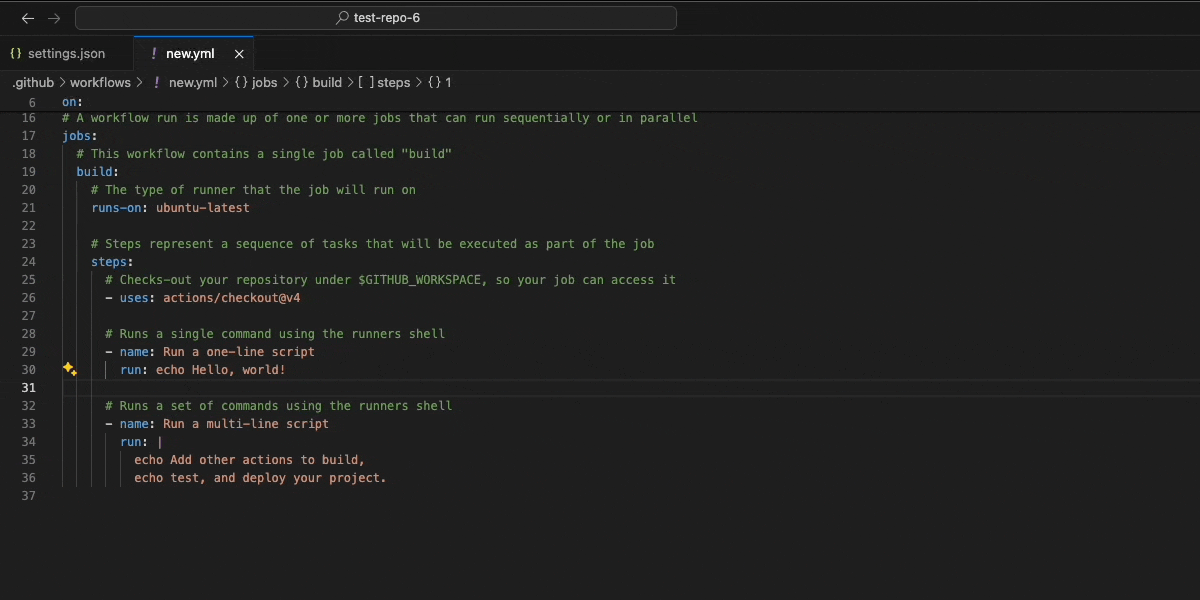 test-repo-6
{} settings.json ! new.yml ×
.github > workflows > ! new.yml > {} jobs > {} build > [ ] steps > {} 1
6 on:
16 # A workflow run is made up of one or more jobs that can run sequentially or in parallel
17 jobs:
18 # This workflow contains a single job called "build"
19 build:
20 # The type of runner that the job will run on
21 runs-on: ubuntu-latest
22
23 # Steps represent a sequence of tasks that will be executed as part of the job
24 steps:
25 # Checks-out your repository under $GITHUB_WORKSPACE, so your job can access it
26 - uses: actions/checkout@v4
27
28 # Runs a single command using the runners shell
29 - name: Run a one-line script
30 run: echo Hello, world!
31
32 # Runs a set of commands using the runners shell
33 - name: Run a multi-line script
34 run: |
35 echo Add other actions to build,
36 echo test, and deploy your project.
37